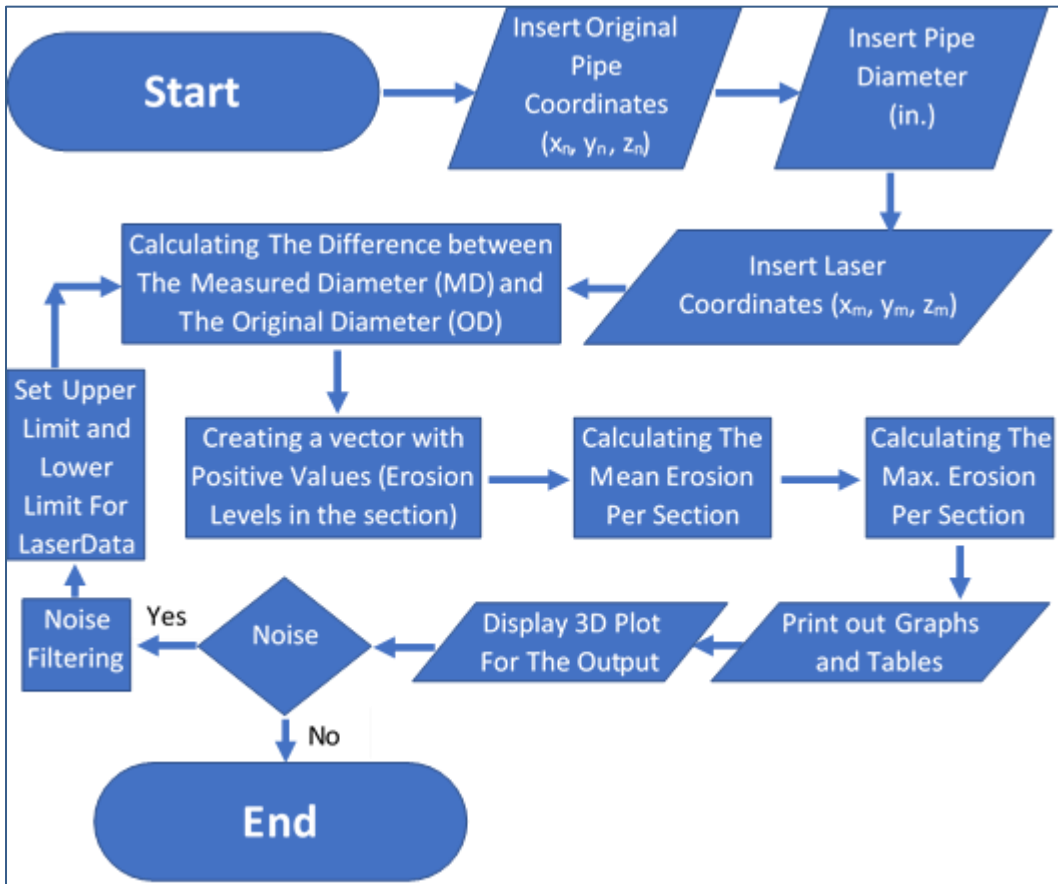 Start
Insert Original
Pipe
Coordinates
(xₙ, yₙ, zₙ)
Insert Pipe
Diameter
(in.)
Insert Laser
Coordinates (xₘ, yₘ, zₘ)
Calculating The Difference between
The Measured Diameter (MD) and
The Original Diameter (OD)
Creating a vector with
Positive Values (Erosion
Levels in the section)
Calculating The
Mean Erosion
Per Section
Calculating The
Max. Erosion
Per Section
Print out Graphs
and Tables
Display 3D Plot
For The Output
Noise
Yes
Noise
Filtering
Set Upper
Limit and
Lower
Limit For
LaserData
No
End